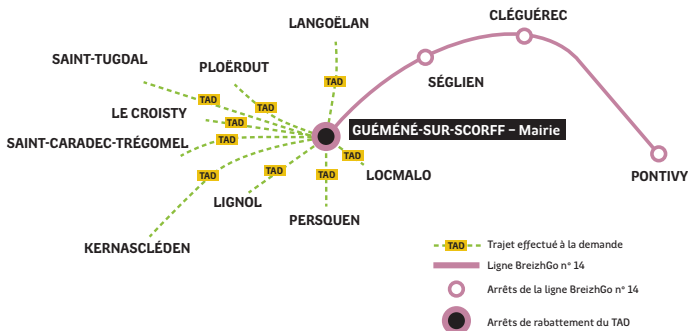 CLÉGUÉREC
LANGOËLAN
SAINT-TUGDAL
PLOËRDUT
SÉGLIEN
TAD
TAD
TAD
LE CROISTY
TAD
GUÉMÉNÉ-SUR-SCORFF – Mairie
SAINT-CARADEC-TRÉGOMEL
TAD
TAD
LOCMALO
PONTIVY
TAD
TAD
TAD
LIGNOL
PERSQUEN
KERNASCLÉDEN
TAD Trajet effectué à la demande
Ligne BreizhGo n° 14
Arrêts de la ligne BreizhGo n° 14
Arrêts de rabattement du TAD